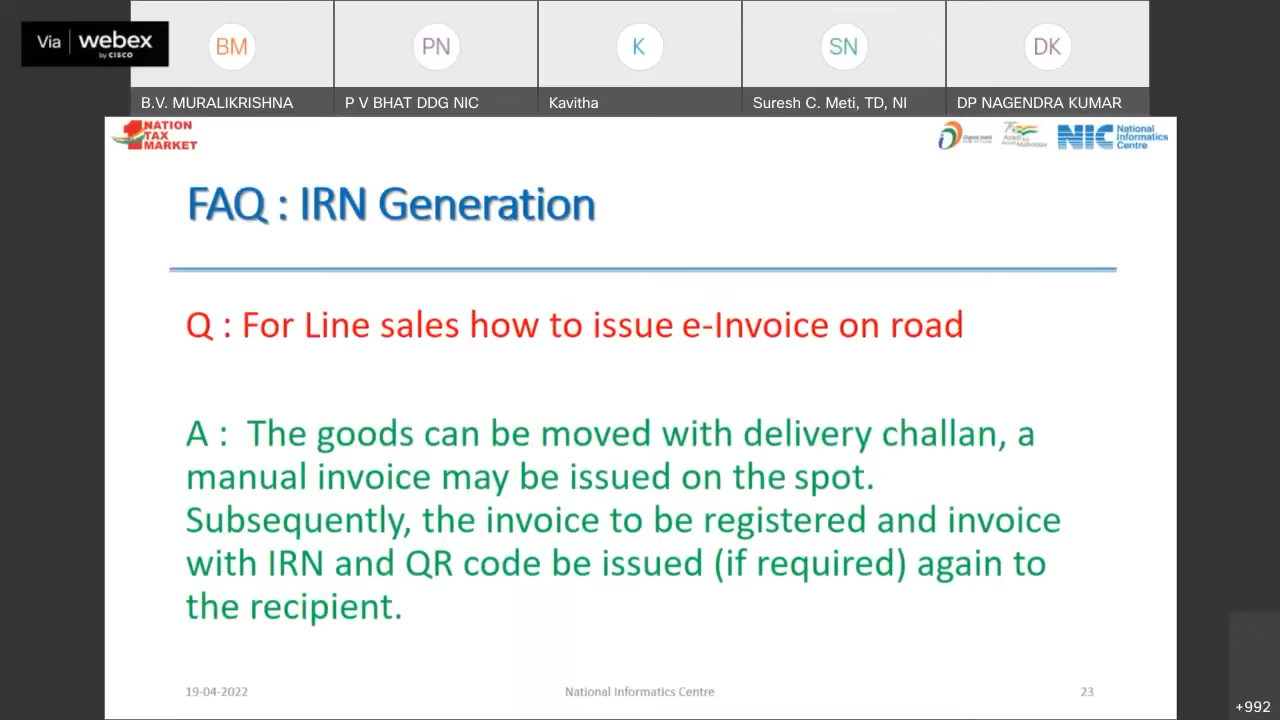 Via webex
by CISCO
BM
PN
K
SN
DK
B.V. MURALIKRISHNA
P V BHAT DDG NIC
Kavitha
Suresh C. Meti, TD, NI
DP NAGENDRA KUMAR
1 NATION
TAX
MARKET
NIC National
Informatics
Centre
FAQ : IRN Generation
Q : For Line sales how to issue e-Invoice on road
A : The goods can be moved with delivery challan, a
manual invoice may be issued on the spot.
Subsequently, the invoice to be registered and invoice
with IRN and QR code be issued (if required) again to
the recipient.
19-04-2022
National Informatics Centre
23
+992